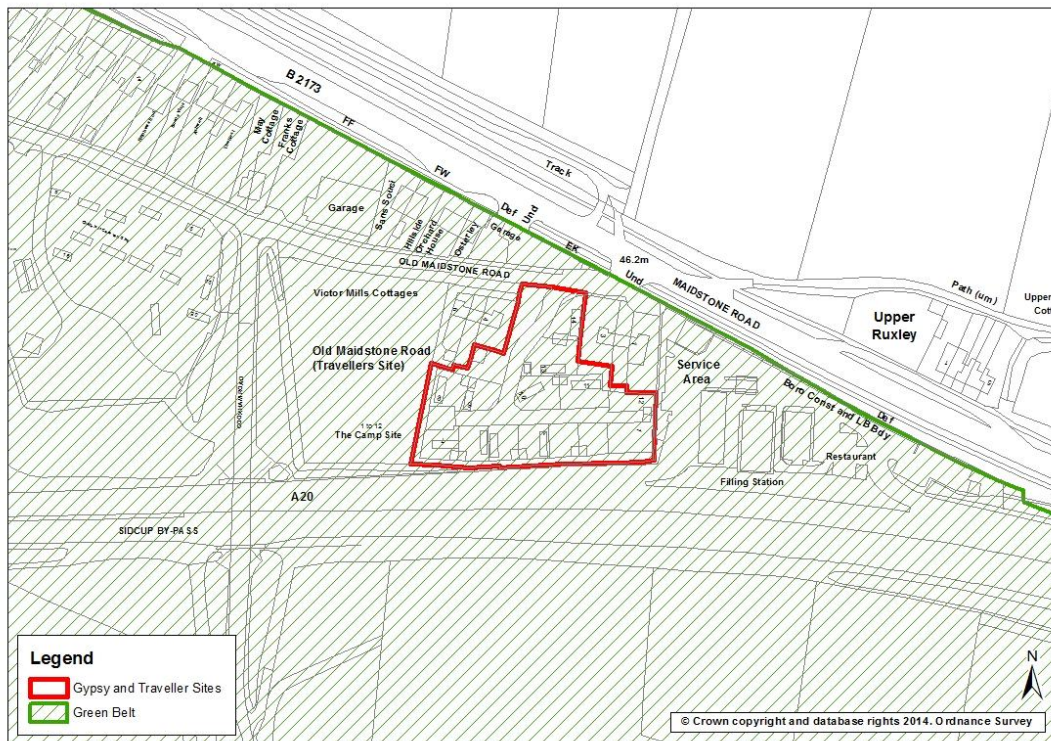 B 2173
FF
FW
Def
Und
Track
May
Cottage
Franks
Cottage
Garage
Sans Souci
Hillside
Orchard
House
Osterley
Garage
EK
Und
46.2m
MAIDSTONE ROAD
Path (um)
Upper
Ruxley
Upper
Cott
OLD MAIDSTONE ROAD
Victor Mills Cottages
Old Maidstone Road
(Travellers Site)
Service
Area
Boro Const and LB Bdy
Def
1 to 12
The Camp Site
Restaurant
Filling Station
A20
SIDCUP BY-PASS
Legend
Gypsy and Traveller Sites
Green Belt
N
© Crown copyright and database rights 2014. Ordnance Survey